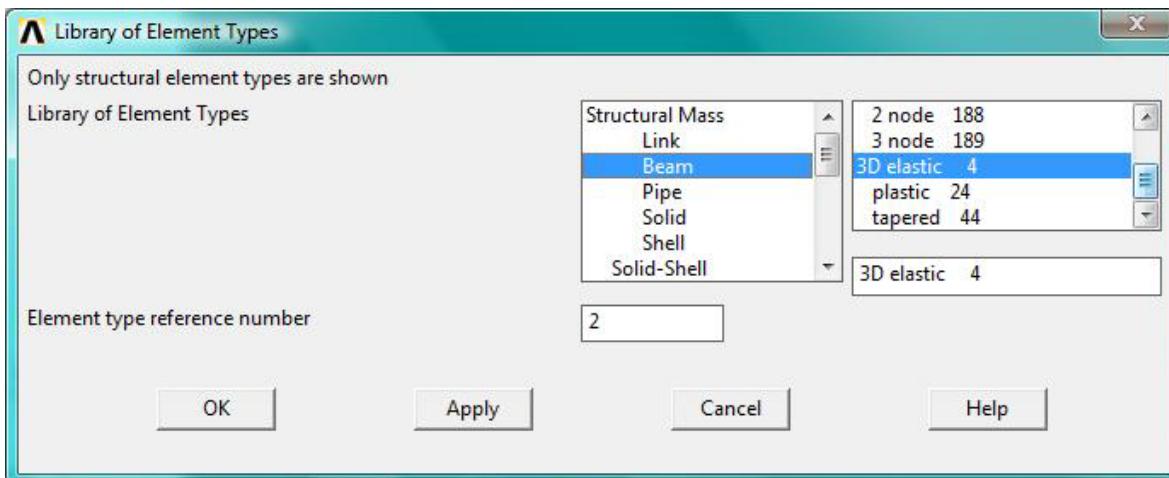 Library of Element Types
Only structural element types are shown
Library of Element Types
Structural Mass
Link
Beam
Pipe
Solid
Shell
Solid-Shell
2 node 188
3 node 189
3D elastic 4
plastic 24
tapered 44
3D elastic 4
Element type reference number
2
OK
Apply
Cancel
Help